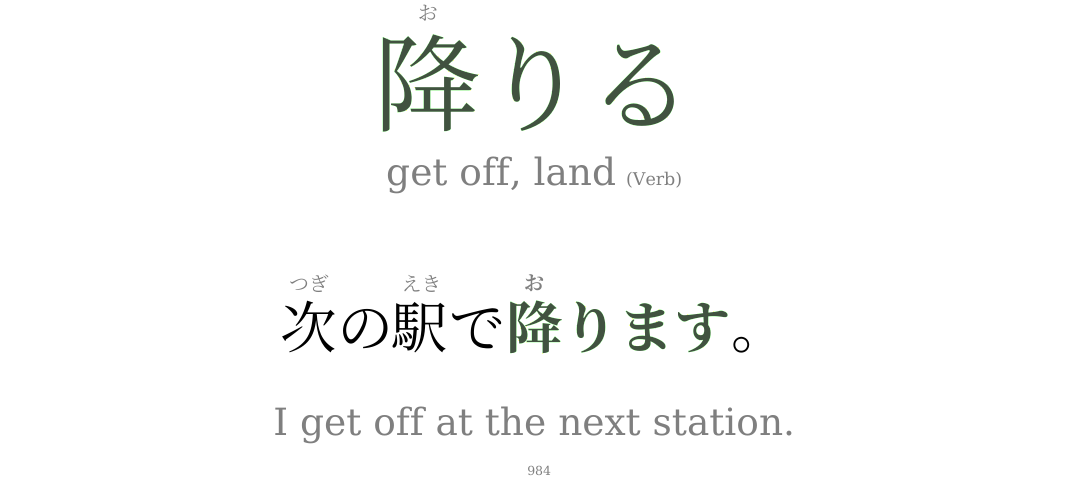 お
降りる
get off, land (Verb)
つぎ えき お
次の駅で降ります。
I get off at the next station.
984